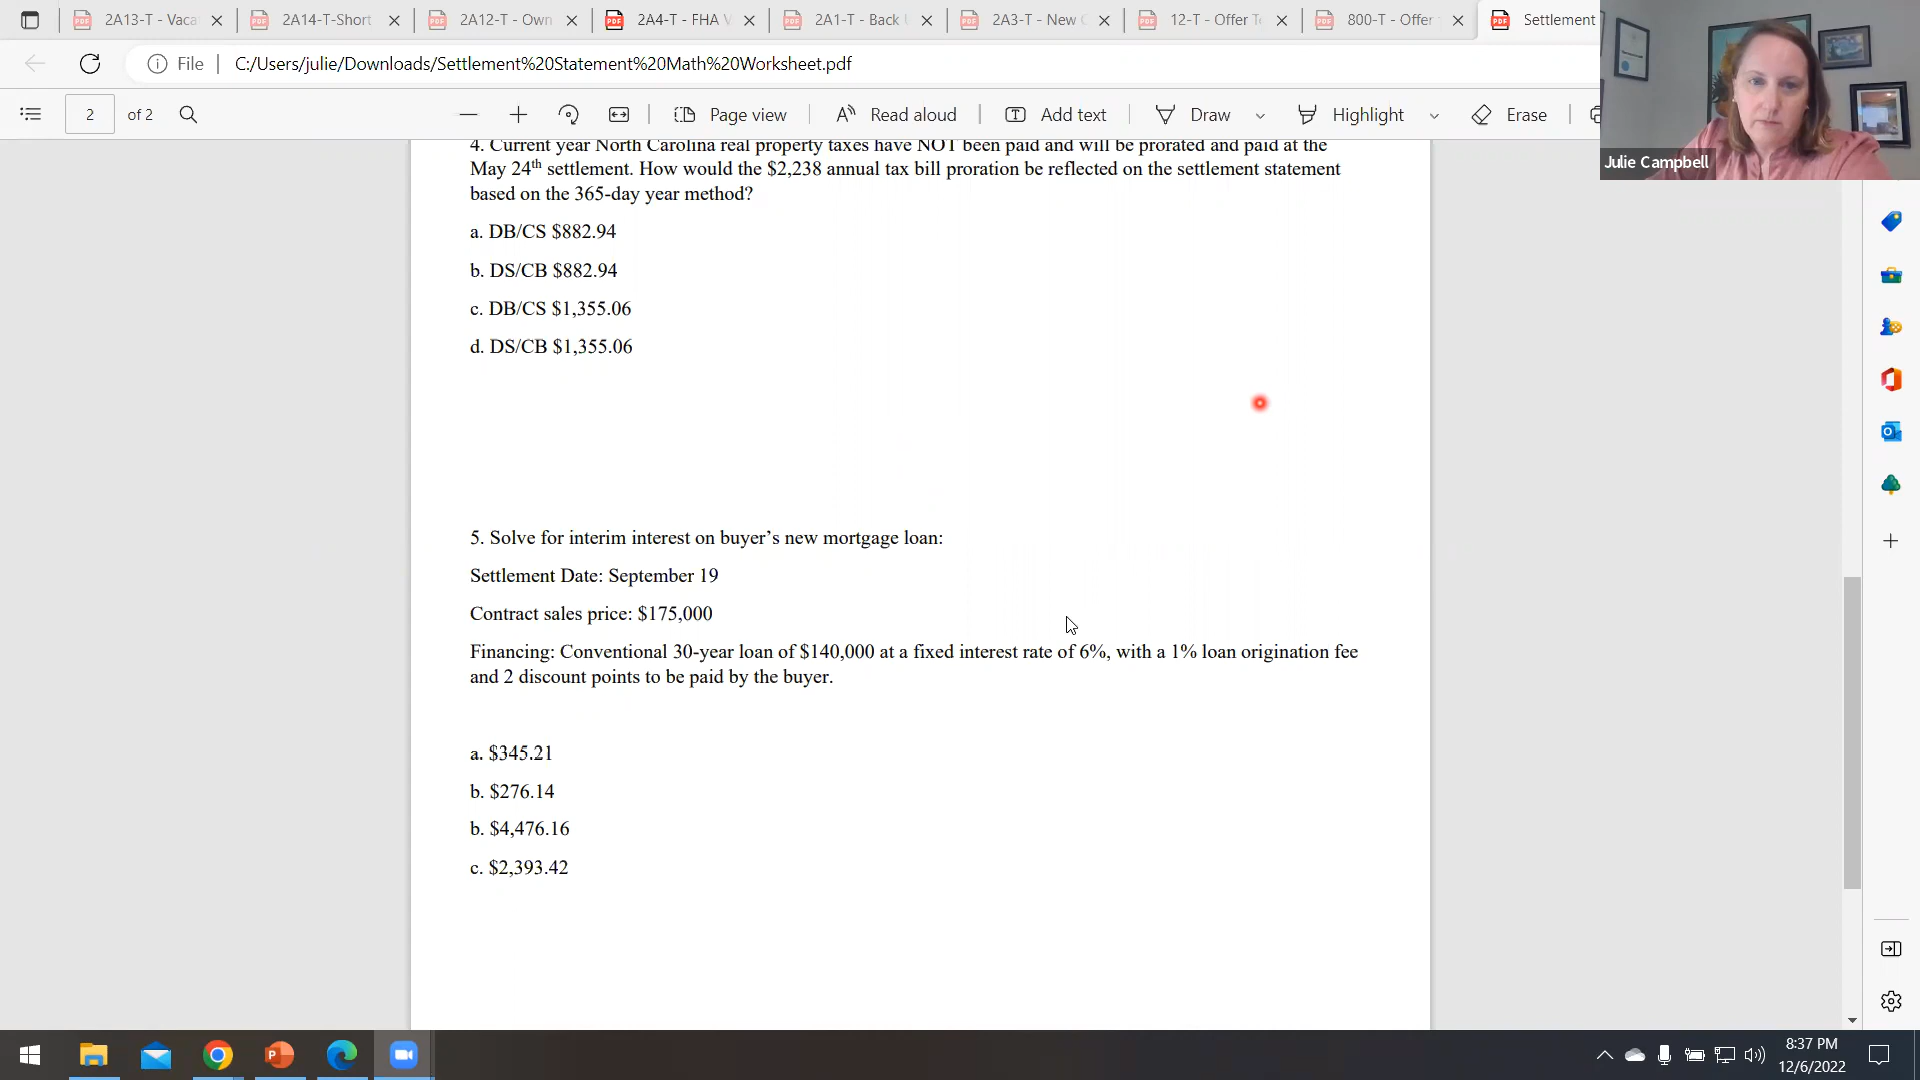 2A13-T - Vaca
2A14-T-Short
2A12-T - Own
2A4-T - FHA V
2A1-T - Back U
2A3-T - New C
12-T - Offer Te
800-T - Offer
Settlement
File
C:/Users/julie/Downloads/Settlement%20Statement%20Math%20Worksheet.pdf
2 of 2
Page view
Read aloud
Add text
Draw
Highlight
Erase
Julie Campbell
4. Current year North Carolina real property taxes have NOT been paid and will be prorated and paid at the
May 24th settlement. How would the $2,238 annual tax bill proration be reflected on the settlement statement
based on the 365-day year method?
a. DB/CS $882.94
b. DS/CB $882.94
c. DB/CS $1,355.06
d. DS/CB $1,355.06
5. Solve for interim interest on buyer’s new mortgage loan:
Settlement Date: September 19
Contract sales price: $175,000
Financing: Conventional 30-year loan of $140,000 at a fixed interest rate of 6%, with a 1% loan origination fee
and 2 discount points to be paid by the buyer.
a. $345.21
b. $276.14
b. $4,476.16
c. $2,393.42
8:37 PM
12/6/2022